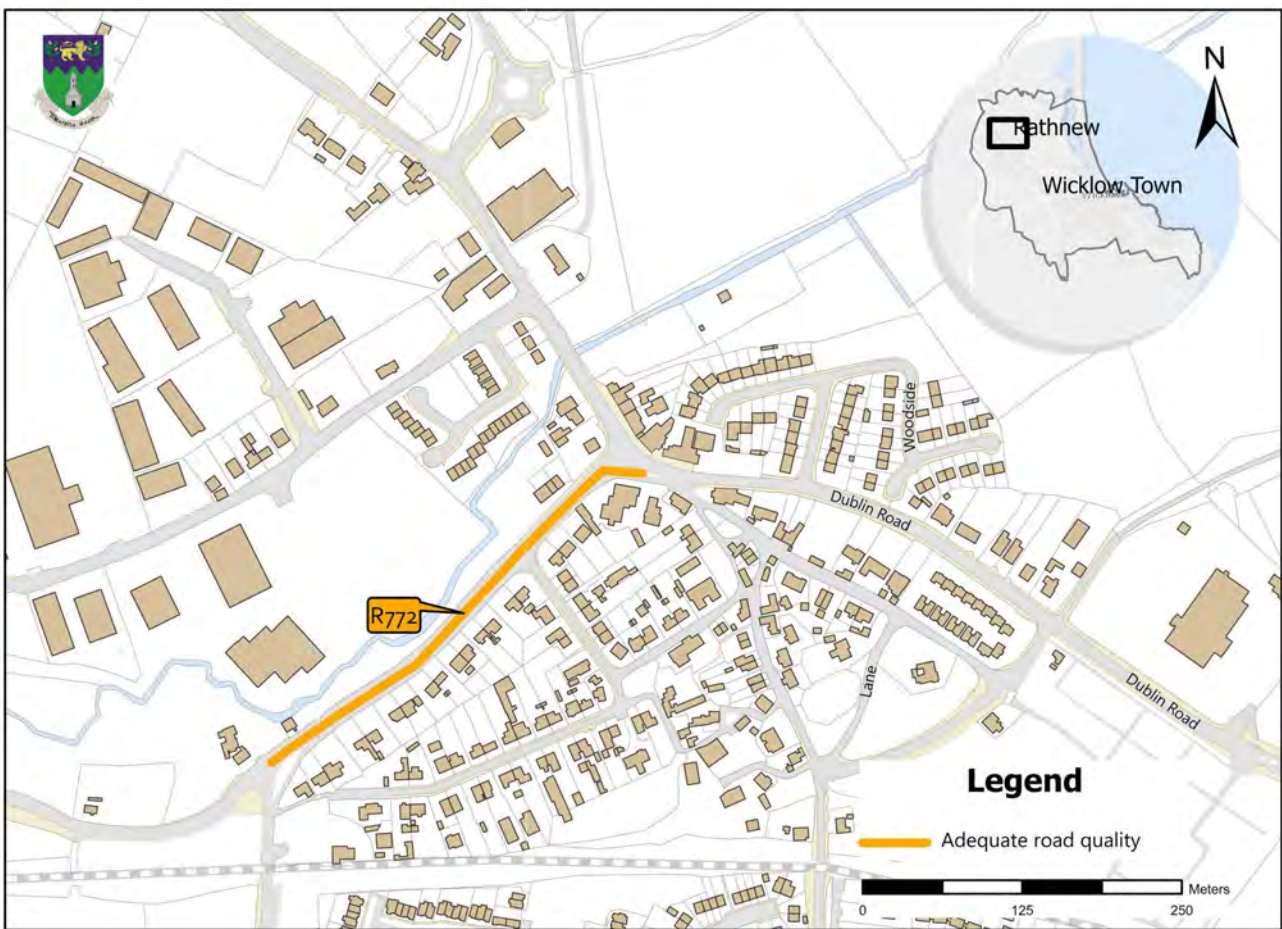 N
Rathnew
Wicklow Town
Woodside
Dublin Road
R772
Lane
Dublin Road
Legend
Adequate road quality
Meters
0
125
250